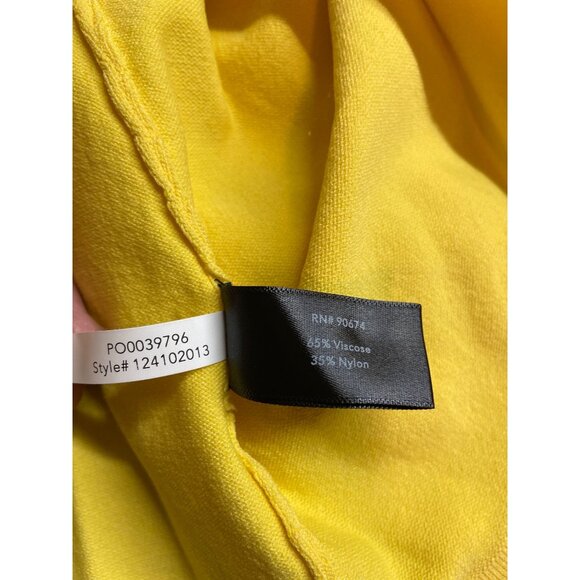 PO0039796
Style# 124102013
RN# 90674
65% Viscose
35% Nylon